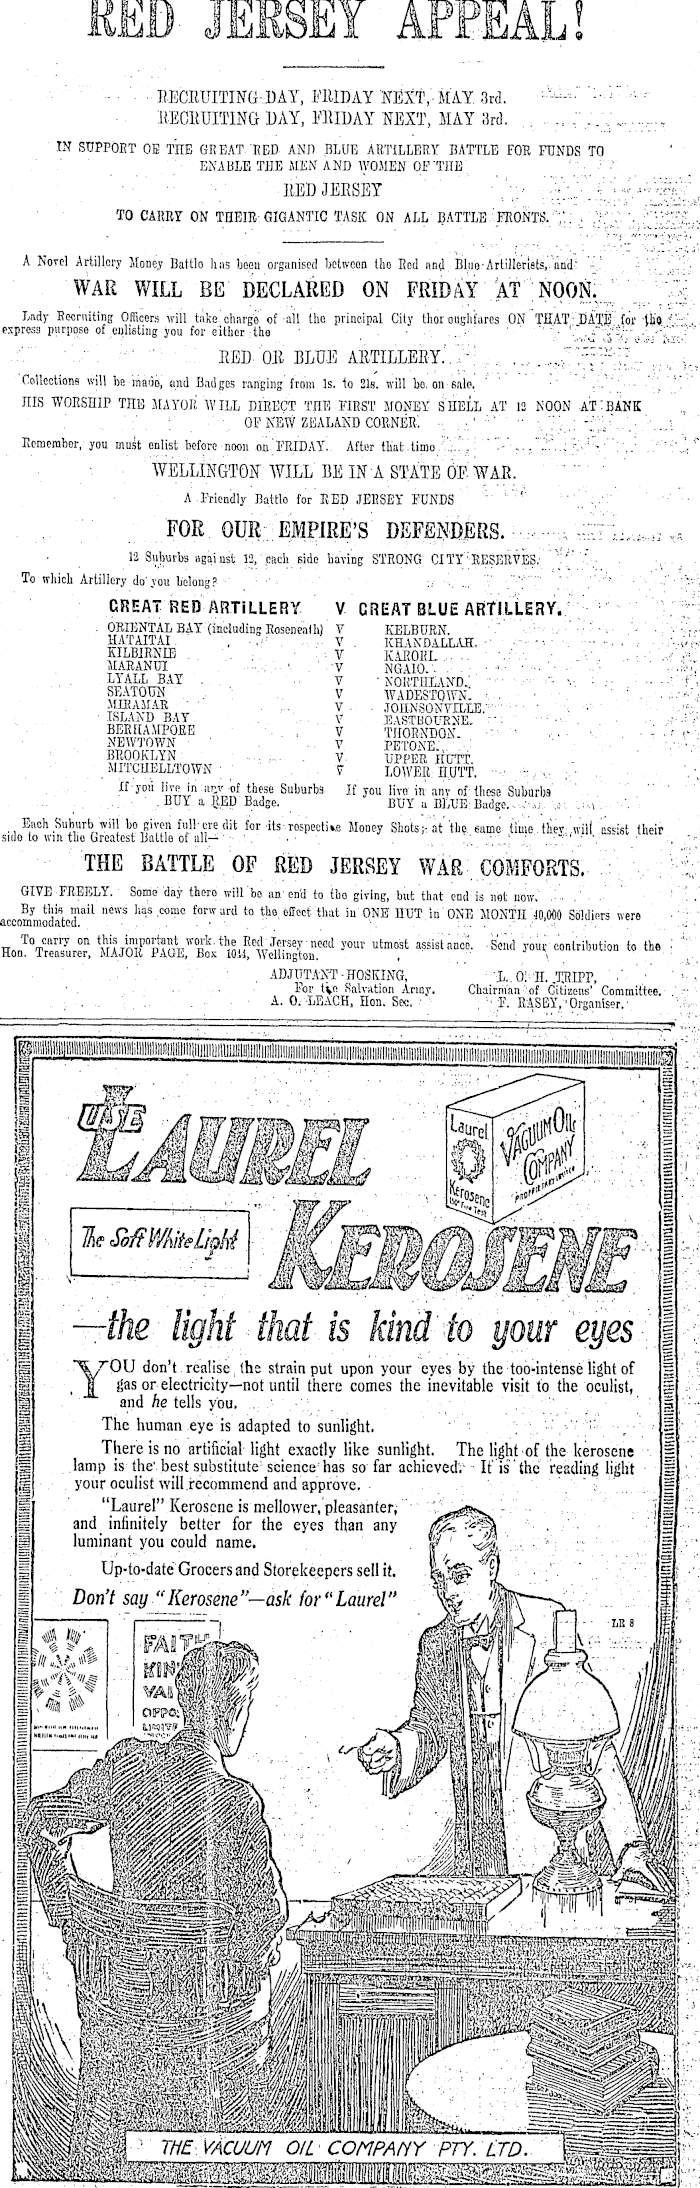 RED JERSEY APPEAL!
RECRUITING DAY, FRIDAY NEXT, MAY 3rd.
RECRUITING DAY, FRIDAY NEXT, MAY 3rd.
IN SUPPORT OF THE GREAT RED AND BLUE ARTILLERY BATTLE FOR FUNDS TO
ENABLE THE MEN AND WOMEN OF THE
RED JERSEY
TO CARRY ON THEIR GIGANTIC TASK ON ALL BATTLE FRONTS.
A Novel Artillery Money Battle has been organised between the Red and Blue Artillerists, and
WAR WILL BE DECLARED ON FRIDAY AT NOON.
Lady Recruiting Officers will take charge of all the principal City thoroughfares ON THAT DATE for the
express purpose of enlisting you for either the
RED OR BLUE ARTILLERY.
Collections will be made, and Badges ranging from 1s. to 21s. will be on sale.
HIS WORSHIP THE MAYOR WILL DIRECT THE FIRST MONEY SHELL AT 12 NOON AT BANK
OF NEW ZEALAND CORNER.
Remember, you must enlist before noon on FRIDAY. After that time
WELLINGTON WILL BE IN A STATE OF WAR.
A Friendly Battle for RED JERSEY FUNDS
FOR OUR EMPIRE'S DEFENDERS.
12 Suburbs against 12, each side having STRONG CITY RESERVES.
To which Artillery do you belong?
GREAT RED ARTILLERY V GREAT BLUE ARTILLERY.
ORIENTAL BAY (including Roseneath) V KELBURN.
HATAITAI V KHANDALLAH.
KILBIRNIE V KARORI.
MARANUI V NGAIO.
LYALL BAY V NORTHLAND.
SEATOUN V WADESTOWN.
MIRAMAR V JOHNSONVILLE.
ISLAND BAY V EASTBOURNE.
BERHAMPORE V THORNDON.
NEWTOWN V PETONE.
BROOKLYN V UPPER HUTT.
MITCHELLTOWN V LOWER HUTT.
If you live in any of these Suburbs If you live in any of these Suburbs
BUY a RED Badge. BUY a BLUE Badge.
Each Suburb will be given full credit for its respective Money Shots; at the same time they will assist their
side to win the Greatest Battle of all—
THE BATTLE OF RED JERSEY WAR COMFORTS.
GIVE FREELY. Some day there will be an end to the giving, but that end is not now.
By this mail news has come forward to the effect that in ONE HUT in ONE MONTH 40,000 Soldiers were
accommodated.
To carry on this important work the Red Jersey need your utmost assistance. Send your contribution to the
Hon. Treasurer, MAJOR PAGE, Box 1044, Wellington.
ADJUTANT HOSKING, L. O. H. TRIPP,
For the Salvation Army. Chairman of Citizens' Committee.
A. O. LEACH, Hon. Sec. F. RASEY, Organiser.
USE
LAUREL
Laurel
Kerosene
VACUUM OIL
COMPANY
PROPRIETARY LIMITED
The Soft White Light
KEROSENE
—the light that is kind to your eyes
YOU don't realise the strain put upon your eyes by the too-intense light of
gas or electricity—not until there comes the inevitable visit to the oculist,
and he tells you.
The human eye is adapted to sunlight.
There is no artificial light exactly like sunlight. The light of the kerosene
lamp is the best substitute science has so far achieved. It is the reading light
your oculist will recommend and approve.
"Laurel" Kerosene is mellower, pleasanter,
and infinitely better for the eyes than any
luminant you could name.
Up-to-date Grocers and Storekeepers sell it.
Don't say "Kerosene"—ask for "Laurel"
LR 8
FAITH
KIN
VAL
OPPO
THE VACUUM OIL COMPANY PTY. LTD.